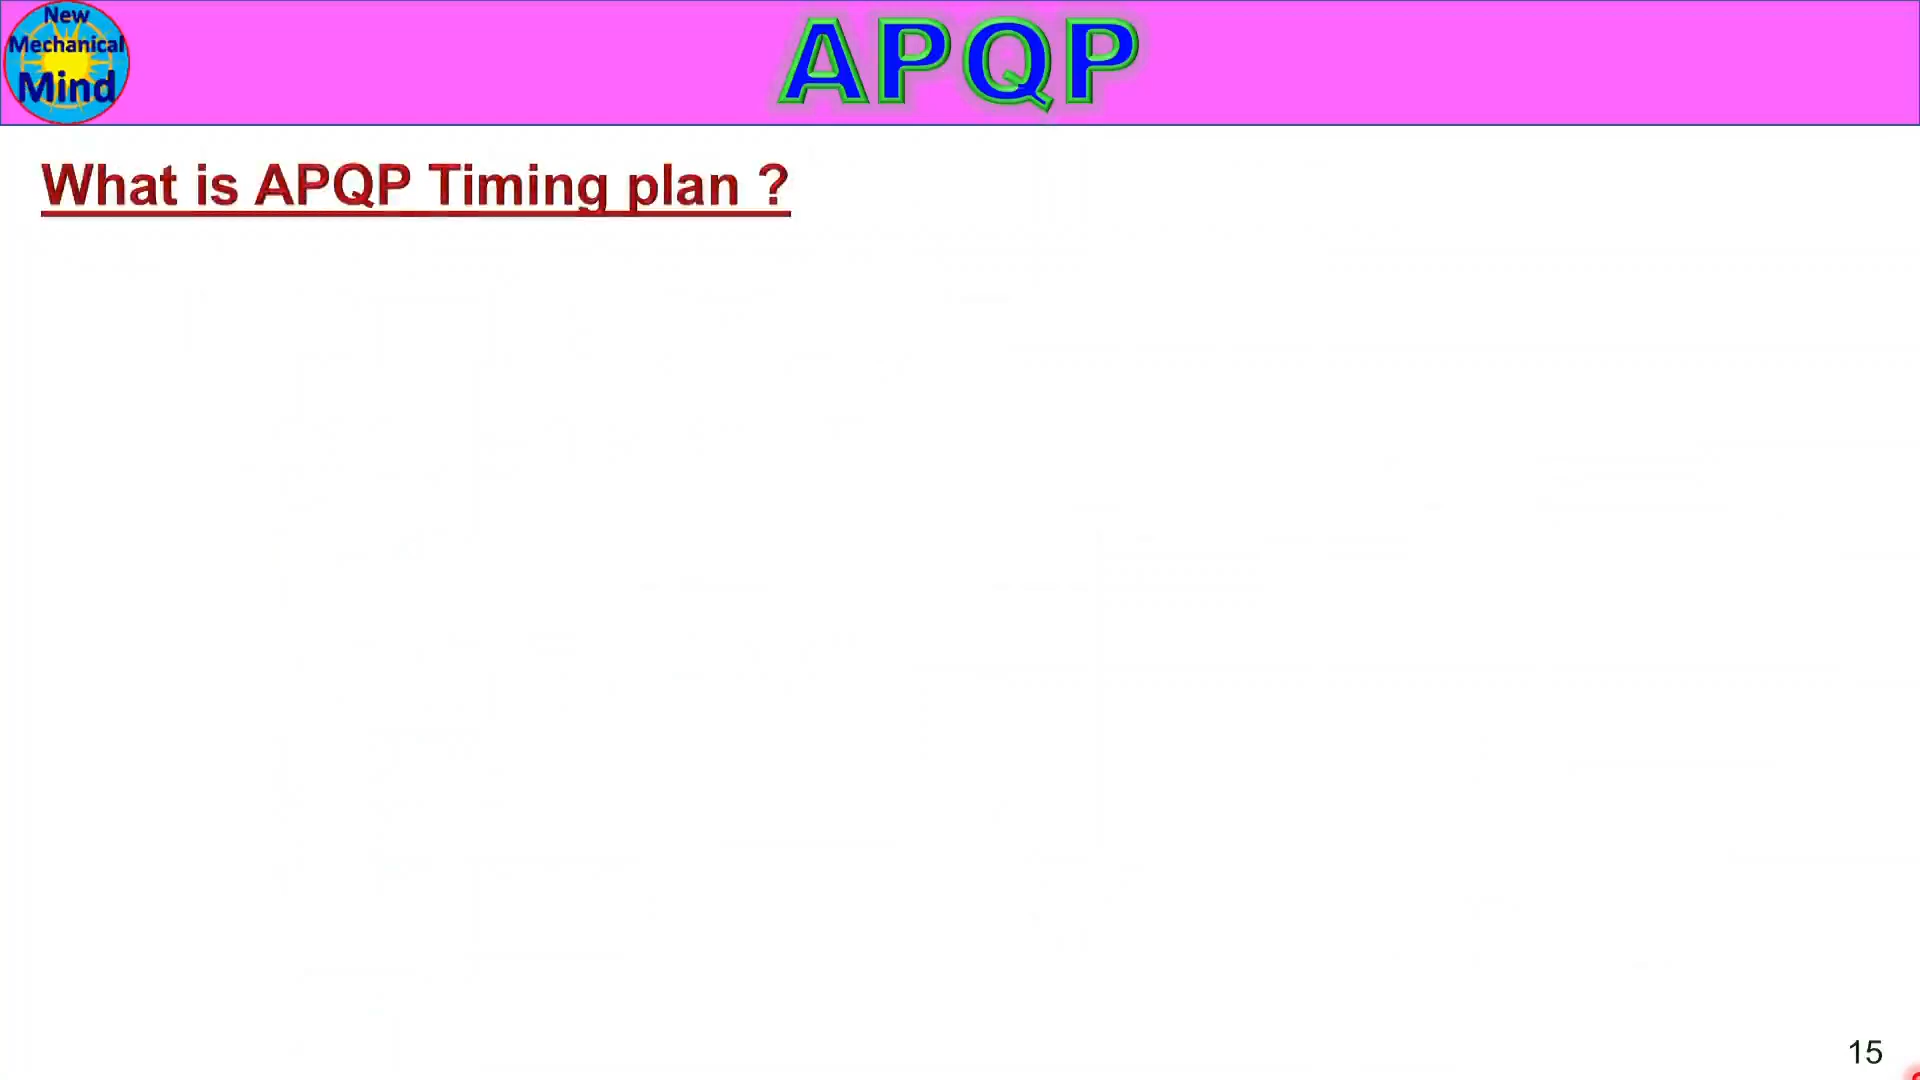 New
Mechanical
Mind
APQP
What is APQP Timing plan ?
15